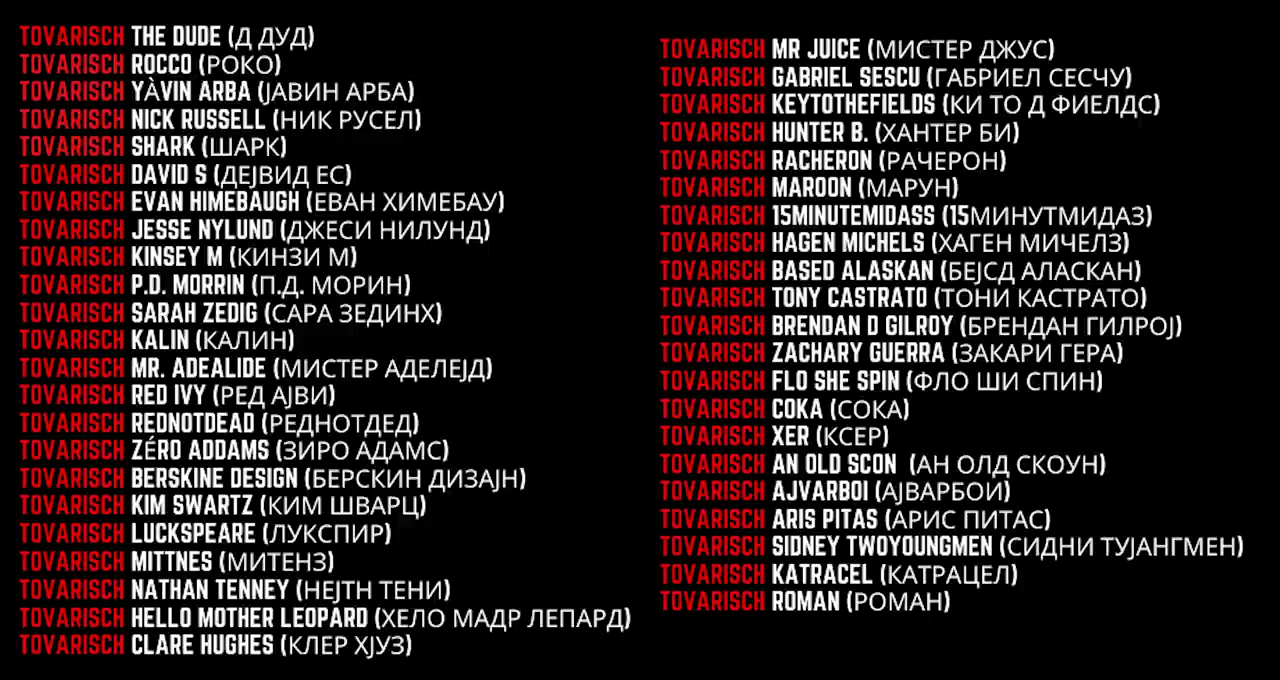 TOVARISCH THE DUDE (Д ДУД)
TOVARISCH ROCCO (РОКО)
TOVARISCH YÀVIN ARBA (ЈАВИН АРБА)
TOVARISCH NICK RUSSELL (НИК РУСЕЛ)
TOVARISCH SHARK (ШАРК)
TOVARISCH DAVID S (ДЕЈВИД ЕС)
TOVARISCH EVAN HIMEBAUGH (ЕВАН ХИМЕБАУ)
TOVARISCH JESSE NYLUND (ДЖЕСИ НИЛУНД)
TOVARISCH KINSEY M (КИНЗИ М)
TOVARISCH P.D. MORRIN (П.Д. МОРИН)
TOVARISCH SARAH ZEDIG (САРА ЗЕДИНХ)
TOVARISCH KALIN (КАЛИН)
TOVARISCH MR. ADEALIDE (МИСТЕР АДЕЛЕЈД)
TOVARISCH RED IVY (РЕД АЈВИ)
TOVARISCH REDNOTDEAD (РЕДНОТДЕД)
TOVARISCH ZÉRO ADDAMS (ЗИРО АДАМС)
TOVARISCH BERSKINE DESIGN (БЕРСКИН ДИЗАЈН)
TOVARISCH KIM SWARTZ (КИМ ШВАРЦ)
TOVARISCH LUCKSPEARE (ЛУКСПИР)
TOVARISCH MITTNES (МИТЕНЗ)
TOVARISCH NATHAN TENNEY (НЕЈТН ТЕНИ)
TOVARISCH HELLO MOTHER LEOPARD (ХЕЛО МАДР ЛЕПАРД)
TOVARISCH CLARE HUGHES (КЛЕР ХЈУЗ)
TOVARISCH MR JUICE (МИСТЕР ДЖУС)
TOVARISCH GABRIEL SESCU (ГАБРИЕЛ СЕСЧУ)
TOVARISCH KEYTOTHEFIELDS (КИ ТО Д ФИЕЛДС)
TOVARISCH HUNTER B. (ХАНТЕР БИ)
TOVARISCH RACHERON (РАЧЕРОН)
TOVARISCH MAROON (МАРУН)
TOVARISCH 15MINUTEMIDASS (15МИНУТМИДАЗ)
TOVARISCH HAGEN MICHELS (ХАГЕН МИЧЕЛЗ)
TOVARISCH BASED ALASKAN (БЕЈСД АЛАСКАН)
TOVARISCH TONY CASTRATO (ТОНИ КАСТРАТО)
TOVARISCH BRENDAN D GILROY (БРЕНДАН ГИЛРОЈ)
TOVARISCH ZACHARY GUERRA (ЗАКАРИ ГЕРА)
TOVARISCH FLO SHE SPIN (ФЛО ШИ СПИН)
TOVARISCH COKA (СОКА)
TOVARISCH XER (КСЕР)
TOVARISCH AN OLD SCON (АН ОЛД СКОУН)
TOVARISCH AJVARBOI (АЈВАРБОИ)
TOVARISCH ARIS PITAS (АРИС ПИТАС)
TOVARISCH SIDNEY TWOYOUNGMEN (СИДНИ ТУЈАНГМЕН)
TOVARISCH KATRACEL (КАТРАЦЕЛ)
TOVARISCH ROMAN (РОМАН)